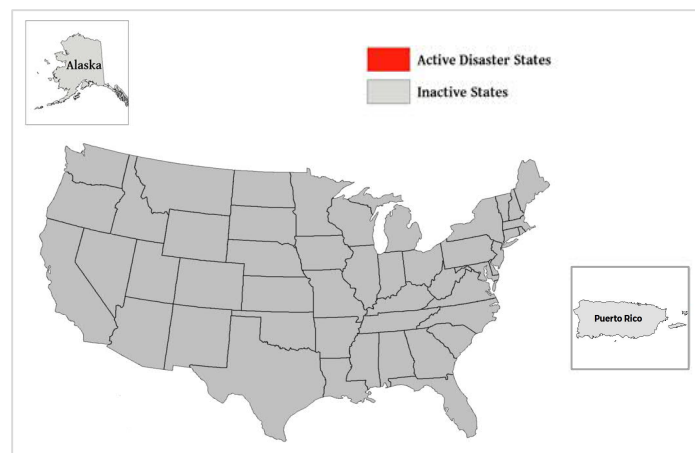 Alaska
Active Disaster States
Inactive States
Puerto Rico